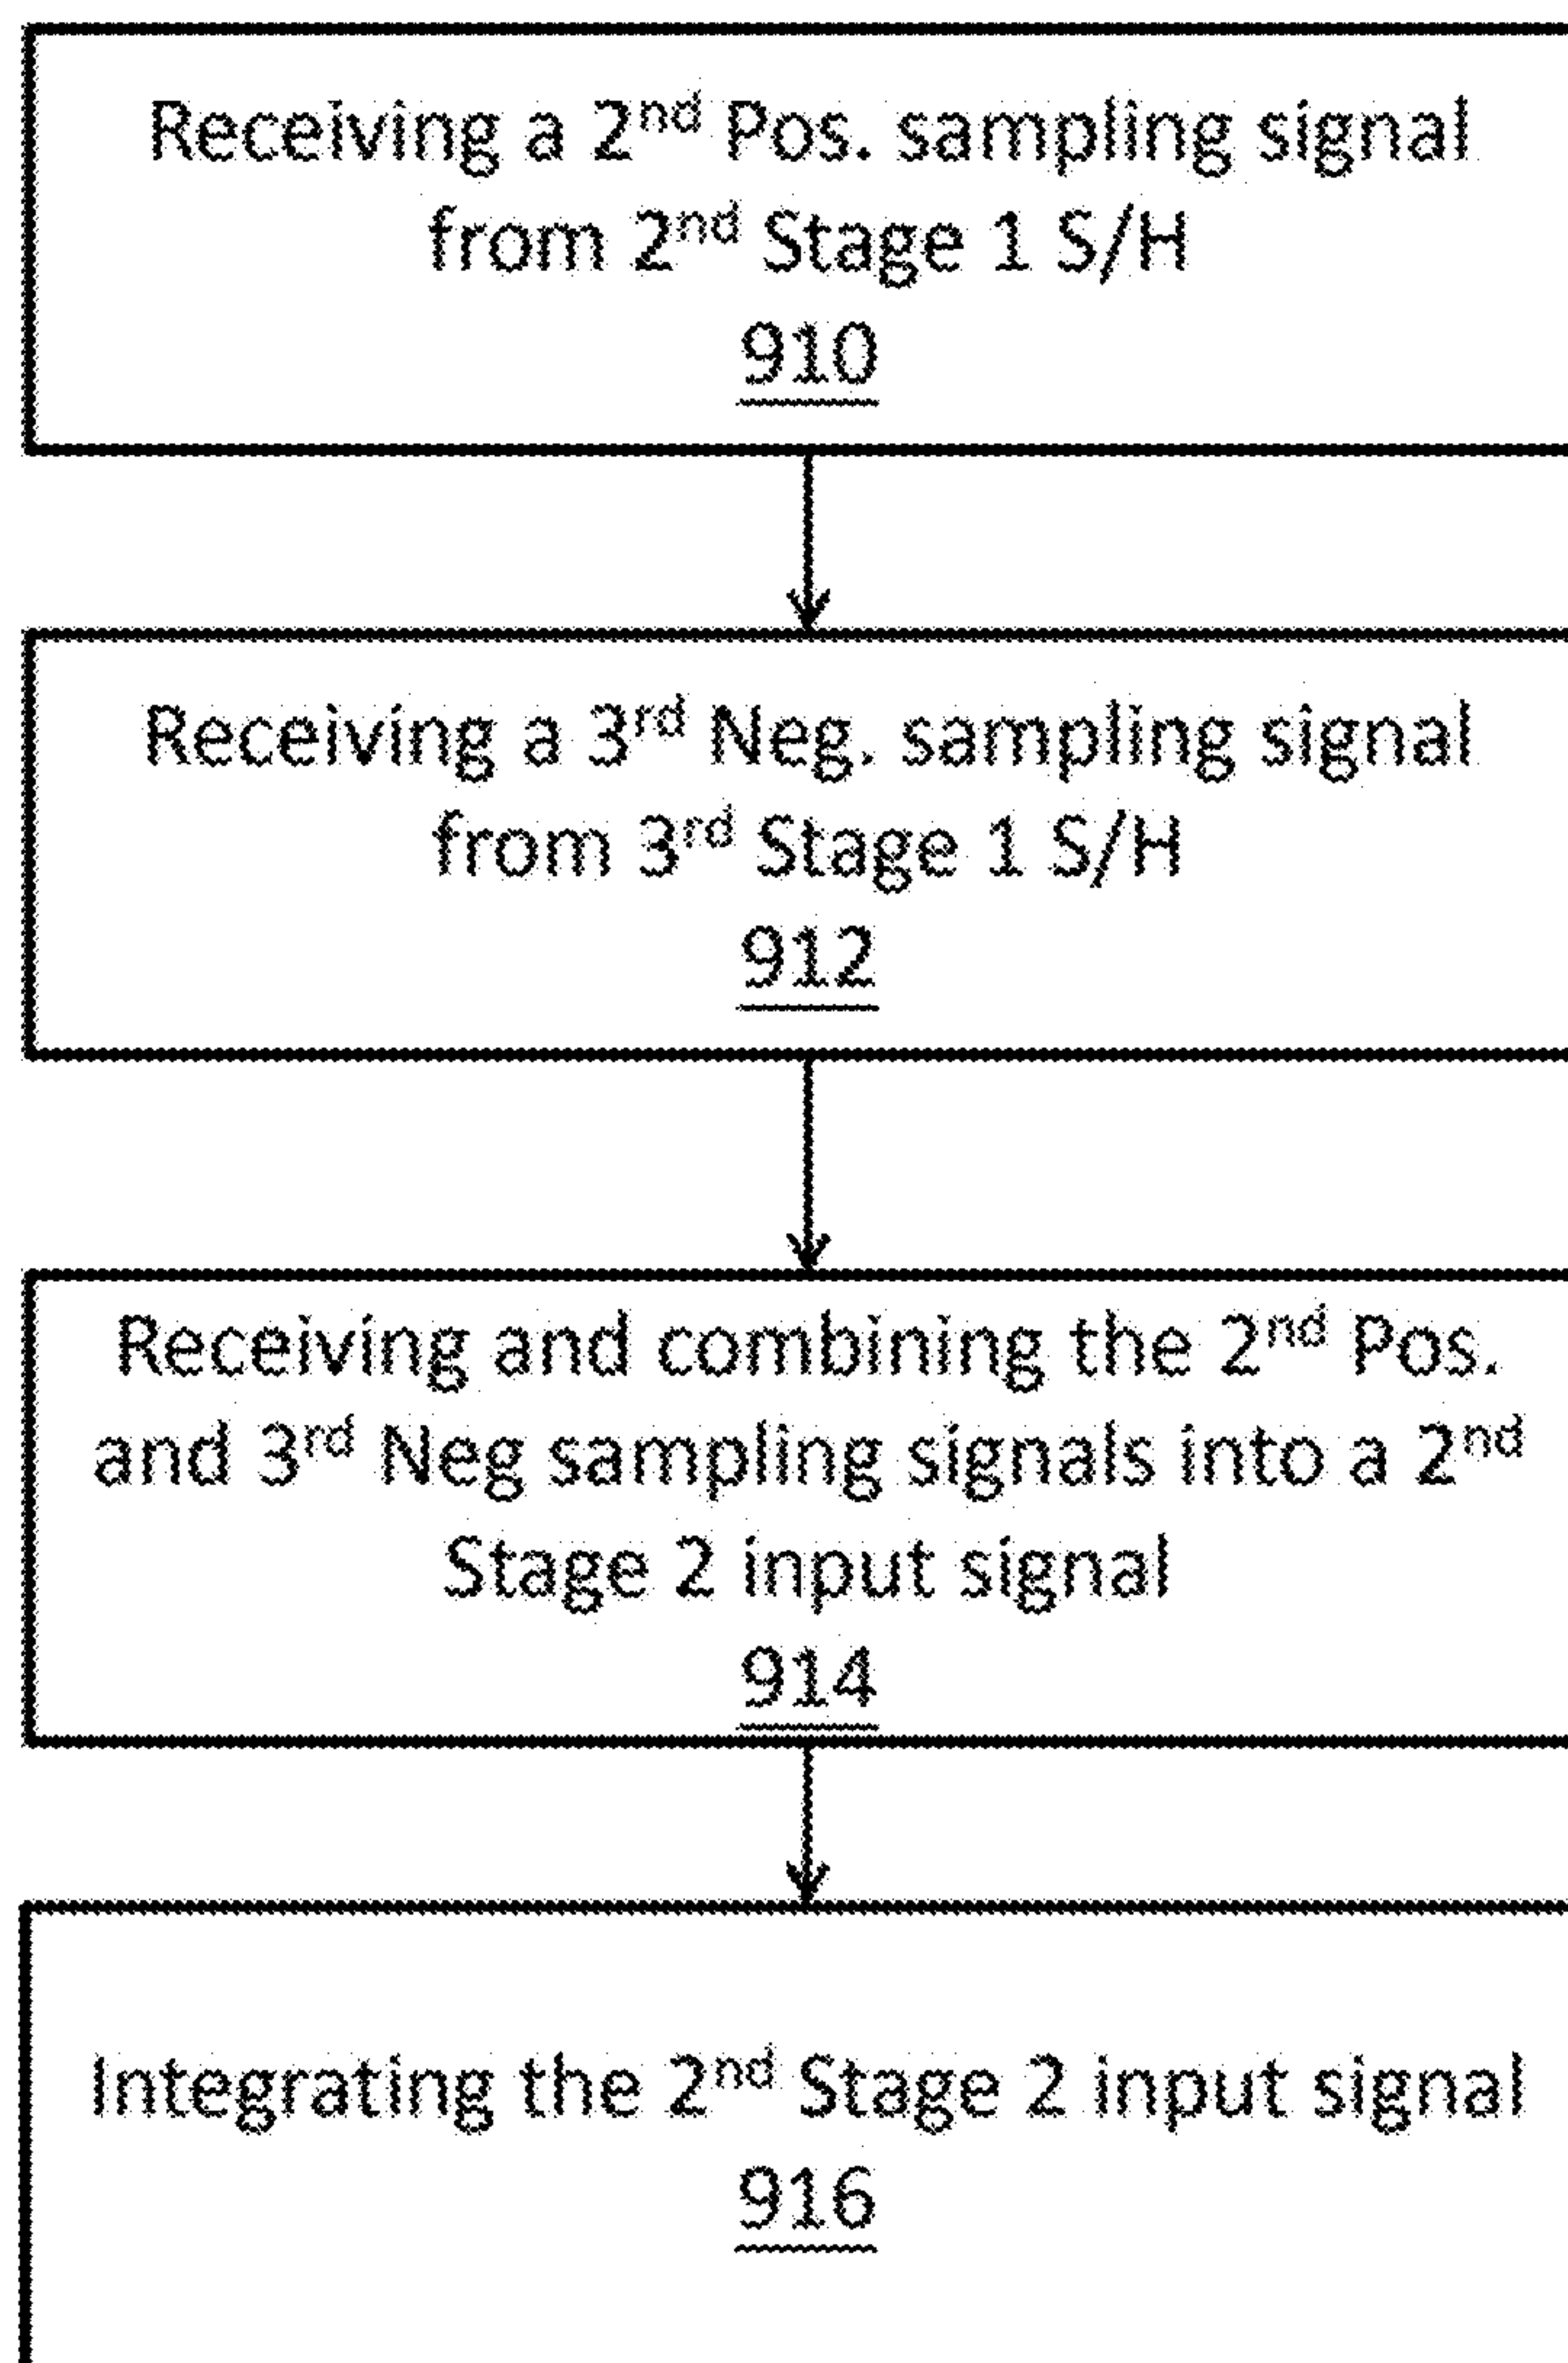 Receiving a 2nd Pos. sampling signal
from 2nd Stage 1 S/H
910
Receiving a 3rd Neg. sampling signal
from 3rd Stage 1 S/H
912
Receiving and combining the 2nd Pos.
and 3rd Neg sampling signals into a 2nd
Stage 2 input signal
914
Integrating the 2nd Stage 2 input signal
916